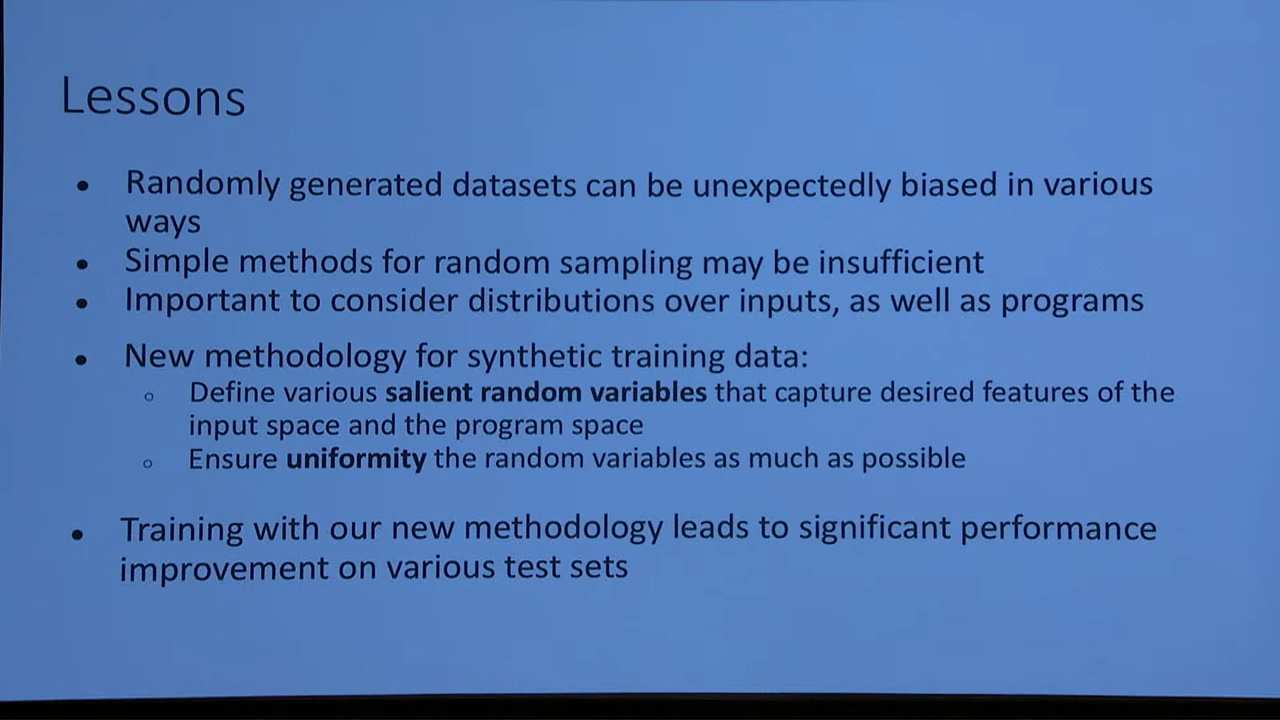 Lessons
• Randomly generated datasets can be unexpectedly biased in various
ways
• Simple methods for random sampling may be insufficient
• Important to consider distributions over inputs, as well as programs
• New methodology for synthetic training data:
○ Define various salient random variables that capture desired features of the
input space and the program space
○ Ensure uniformity the random variables as much as possible
• Training with our new methodology leads to significant performance
improvement on various test sets